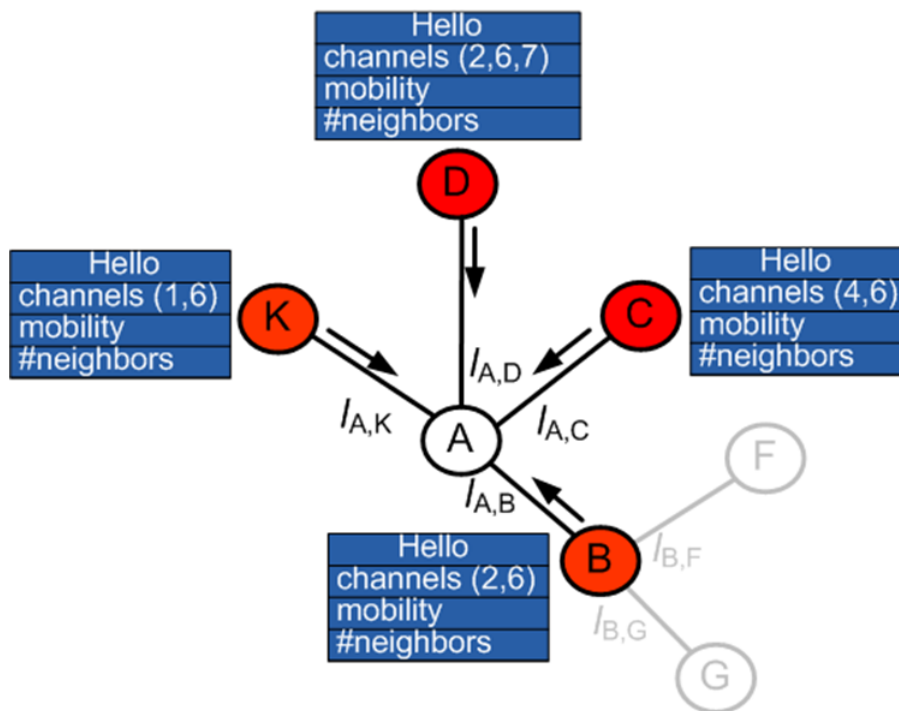 Hello
channels (2,6,7)
mobility
#neighbors
D
Hello
channels (1,6)
mobility
#neighbors
K
C
Hello
channels (4,6)
mobility
#neighbors
lA,D
lA,K
lA,C
A
lA,B
F
Hello
channels (2,6)
mobility
#neighbors
B
lB,F
lB,G
G